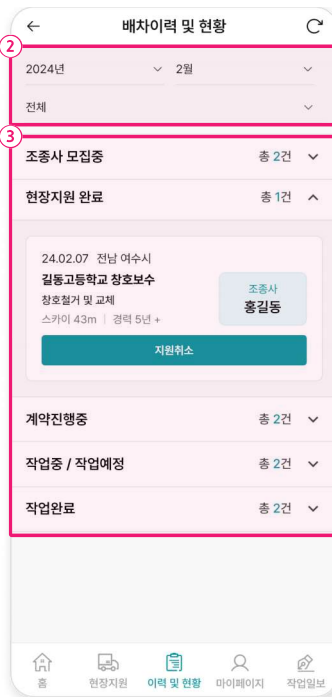 배차이력 및 현황
2
2024년 2월
전체
3
조종사 모집중 총 2건
현장지원 완료 총 1건
24.02.07 전남 여수시
길동고등학교 창호보수
창호철거 및 교체
스카이 43m | 경력 5년 +
조종사
홍길동
지원취소
계약진행중 총 2건
작업중 / 작업예정 총 2건
작업완료 총 2건
홈 현장지원 이력 및 현황 마이페이지 작업일보